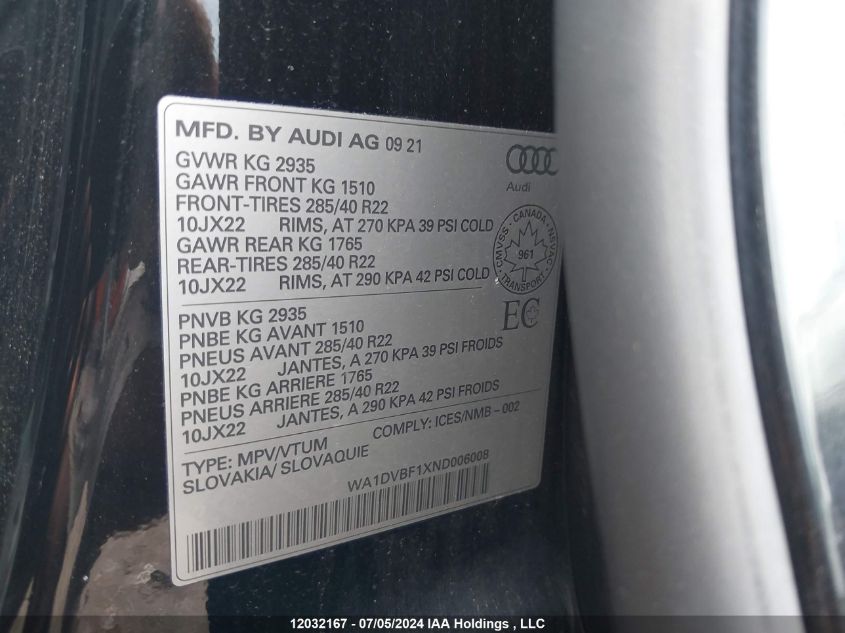 MFD. BY AUDI AG 09 21
GVWR KG 2935
GAWR FRONT KG 1510
FRONT-TIRES 285/40 R22
10JX22 RIMS, AT 270 KPA 39 PSI COLD
GAWR REAR KG 1765
REAR-TIRES 285/40 R22
10JX22 RIMS, AT 290 KPA 42 PSI COLD
Audi
CMVSS - CANADA - NSVAC
961
TRANSPORT
EC
PNVB KG 2935
PNBE KG AVANT 1510
PNEUS AVANT 285/40 R22
10JX22 JANTES, A 270 KPA 39 PSI FROIDS
PNBE KG ARRIERE 1765
PNEUS ARRIERE 285/40 R22
10JX22 JANTES, A 290 KPA 42 PSI FROIDS
TYPE: MPV/VTUM COMPLY: ICES/NMB-002
SLOVAKIA/ SLOVAQUIE
WA1DVBF1XND006008
12032167 - 07/05/2024 IAA Holdings, LLC